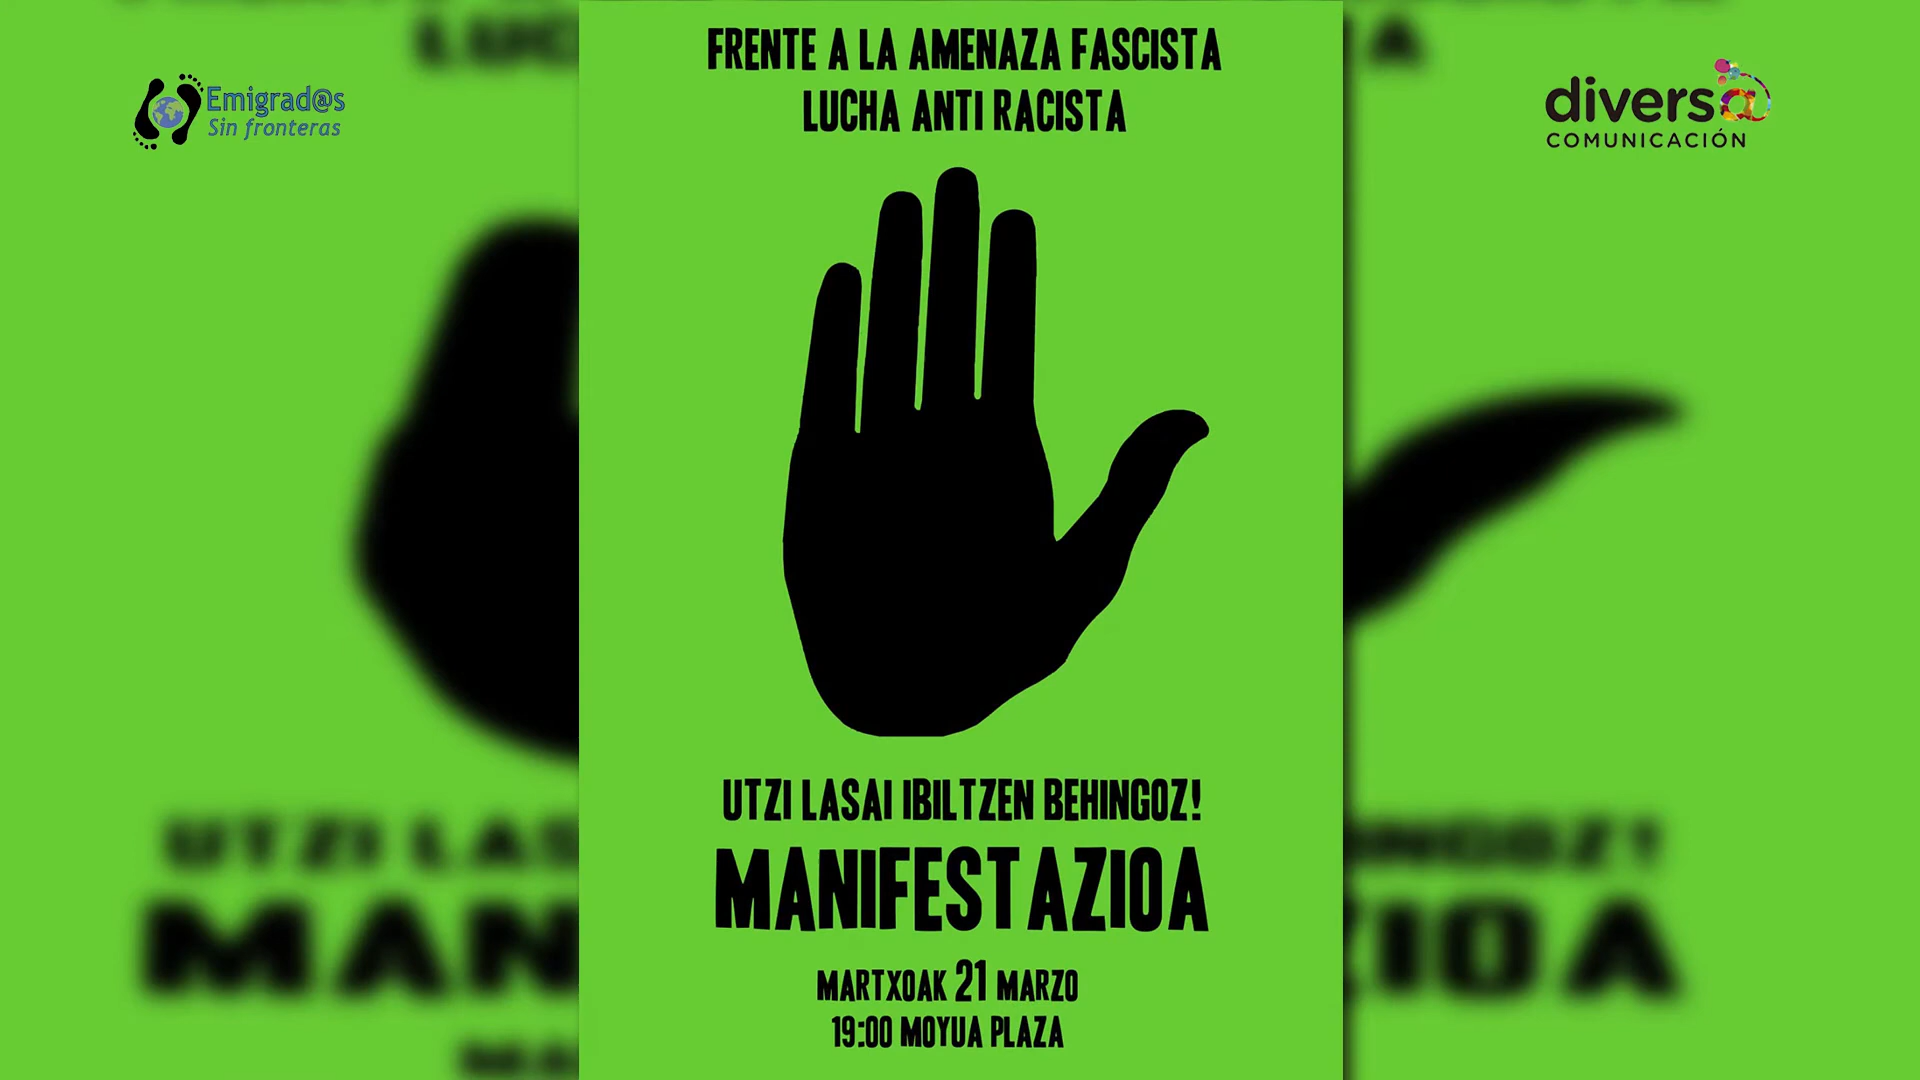 FRENTE A LA AMENAZA FASCISTA
LUCHA ANTI RACISTA
Emigrad@s
Sin fronteras
diversa
COMUNICACIÓN
UTZI LASAI IBILTZEN BEHINGOZ!
MANIFESTAZIOA
MARTXOAK 21 MARZO
19:00 MOYUA PLAZA